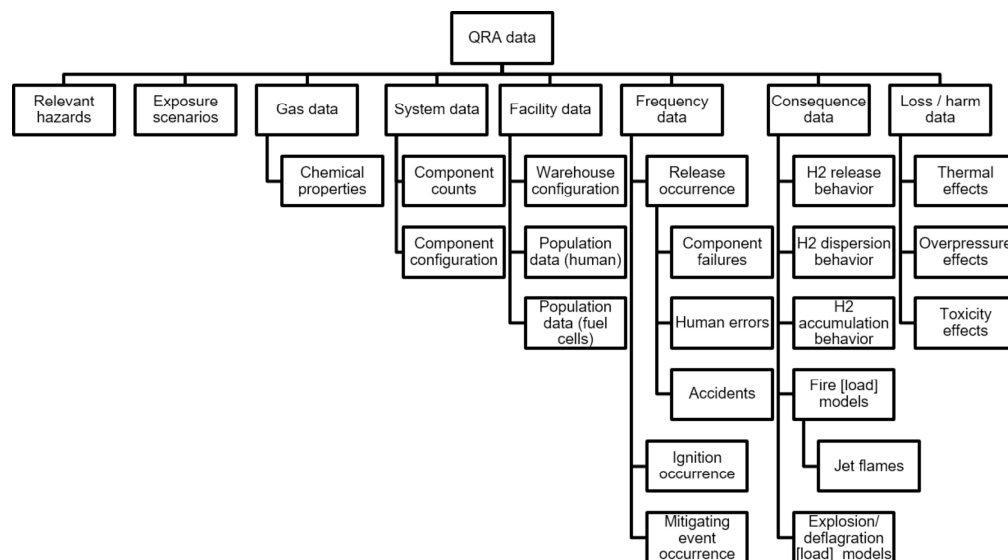 QRA data
Relevant
hazards
Exposure
scenarios
Gas data
System data
Facility data
Frequency
data
Consequence
data
Loss / harm
data
Chemical
properties
Component
counts
Component
configuration
Warehouse
configuration
Population
data (human)
Population
data (fuel
cells)
Release
occurrence
Component
failures
Human errors
Accidents
Ignition
occurrence
Mitigating
event
occurrence
H2 release
behavior
H2 dispersion
behavior
H2
accumulation
behavior
Fire [load]
models
Jet flames
Explosion/
deflagration
[load] models
Thermal
effects
Overpressure
effects
Toxicity
effects